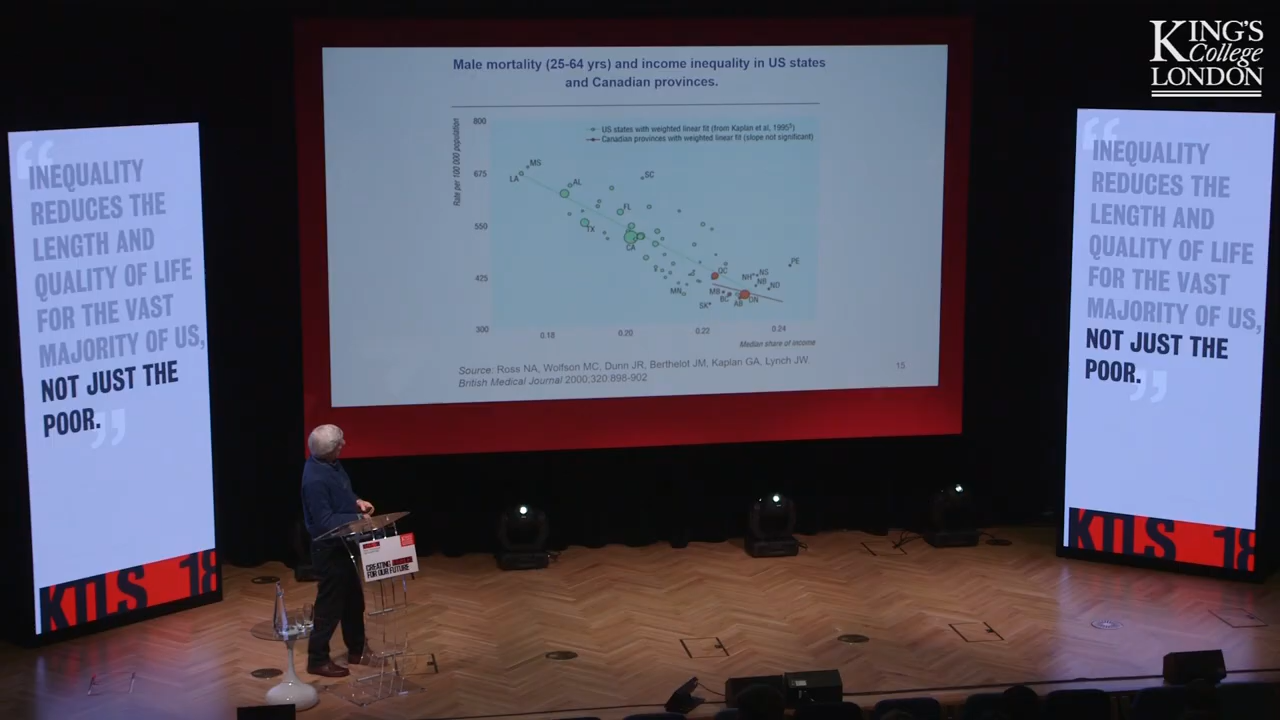 KING'S
College
LONDON
INEQUALITY
REDUCES THE
LENGTH AND
QUALITY OF LIFE
FOR THE VAST
MAJORITY OF US,
NOT JUST THE
POOR.
KTLS_18
Male mortality (25-64 yrs) and income inequality in US states
and Canadian provinces.
US states with weighted linear fit (from Kaplan et al, 1995⁵)
Canadian provinces with weighted linear fit (slope not significant)
Rate per 100 000 population
800
675
550
425
300
MS
LA
AL
SC
FL
TX
CA
PE
QC
NH
NS
NB
ND
MN
MB
BC
AB
ON
SK
0.18
0.20
0.22
0.24
Median share of income
Source: Ross NA, Wolfson MC, Dunn JR, Berthelot JM, Kaplan GA, Lynch JW.
British Medical Journal 2000;320:898-902
15
CREATING
FOR OUR FUTURE
INEQUALITY
REDUCES THE
LENGTH AND
QUALITY OF LIFE
FOR THE VAST
MAJORITY OF US,
NOT JUST THE
POOR.
KTLS_18